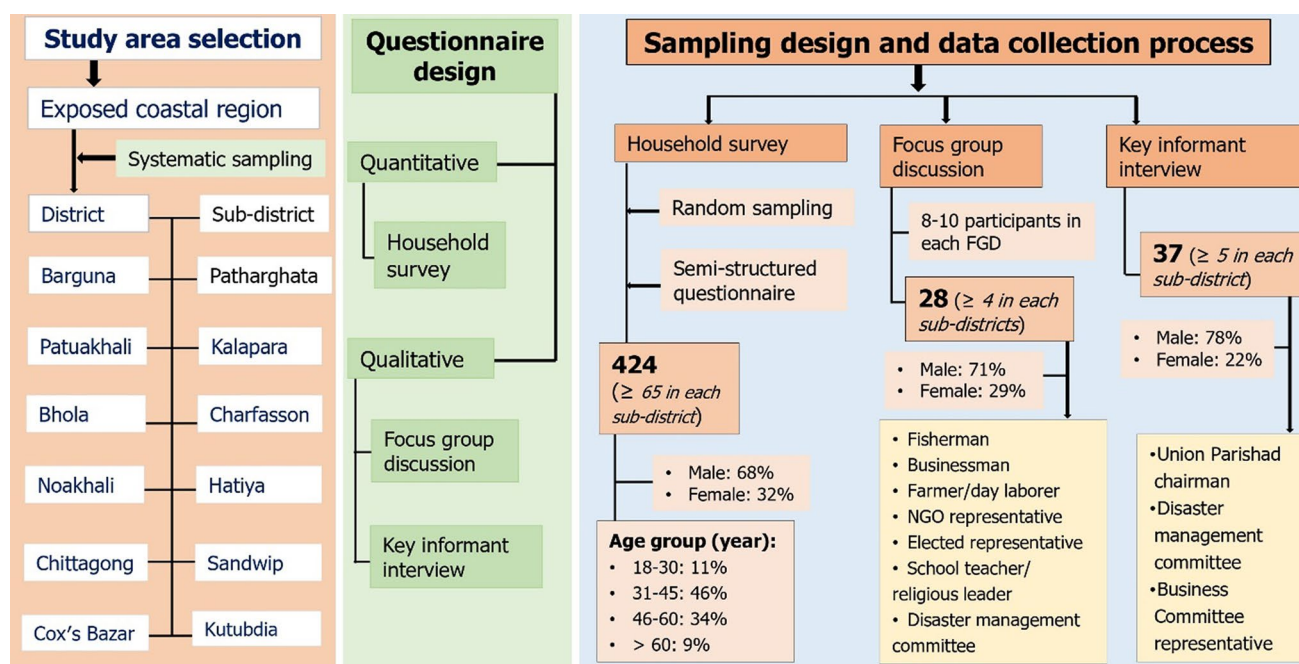 Study area selection
Exposed coastal region
Systematic sampling
District
Sub-district
Barguna
Patharghata
Patuakhali
Kalapara
Bhola
Charfasson
Noakhali
Hatiya
Chittagong
Sandwip
Cox's Bazar
Kutubdia
Questionnaire
design
Quantitative
Household
survey
Qualitative
Focus group
discussion
Key informant
interview
Sampling design and data collection process
Household survey
Random sampling
Semi-structured
questionnaire
424
(≥ 65 in each
sub-district)
• Male: 68%
• Female: 32%
Age group (year):
• 18-30: 11%
• 31-45: 46%
• 46-60: 34%
• > 60: 9%
Focus group
discussion
8-10 participants in
each FGD
28 (≥ 4 in each
sub-districts)
• Male: 71%
• Female: 29%
• Fisherman
• Businessman
• Farmer/day laborer
• NGO representative
• Elected representative
• School teacher/
religious leader
• Disaster management
committee
Key informant
interview
37 (≥ 5 in each
sub-district)
• Male: 78%
• Female: 22%
•Union Parishad
chairman
•Disaster
management
committee
•Business
Committee
representative